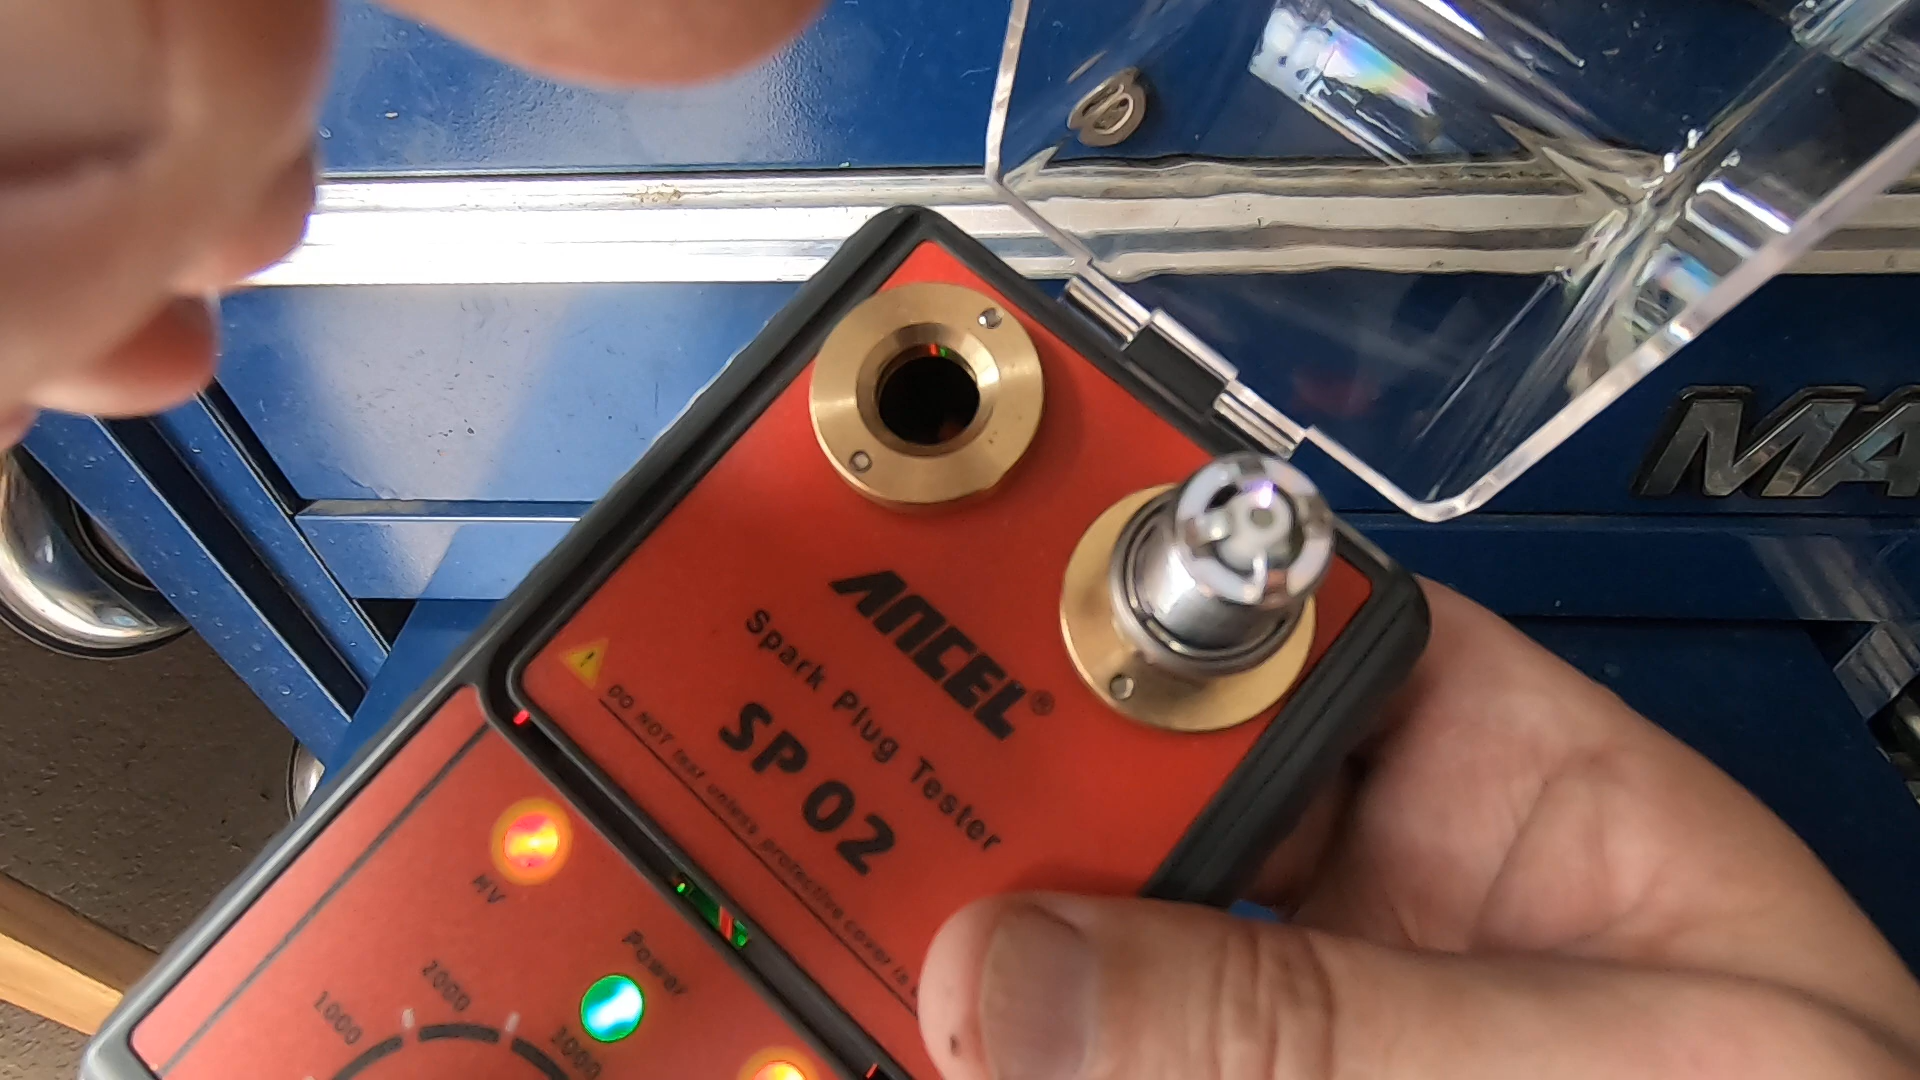 ANCEL®
Spark Plug Tester
SP 02
DO NOT test unless protective cover is
HV
Power
1000
2000
3000
MA